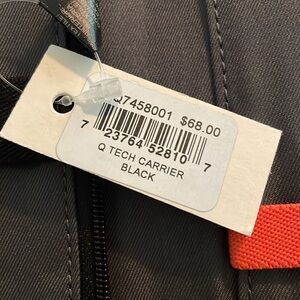 Q7458001 $68.00
7 23764 52810 7
Q TECH CARRIER
BLACK